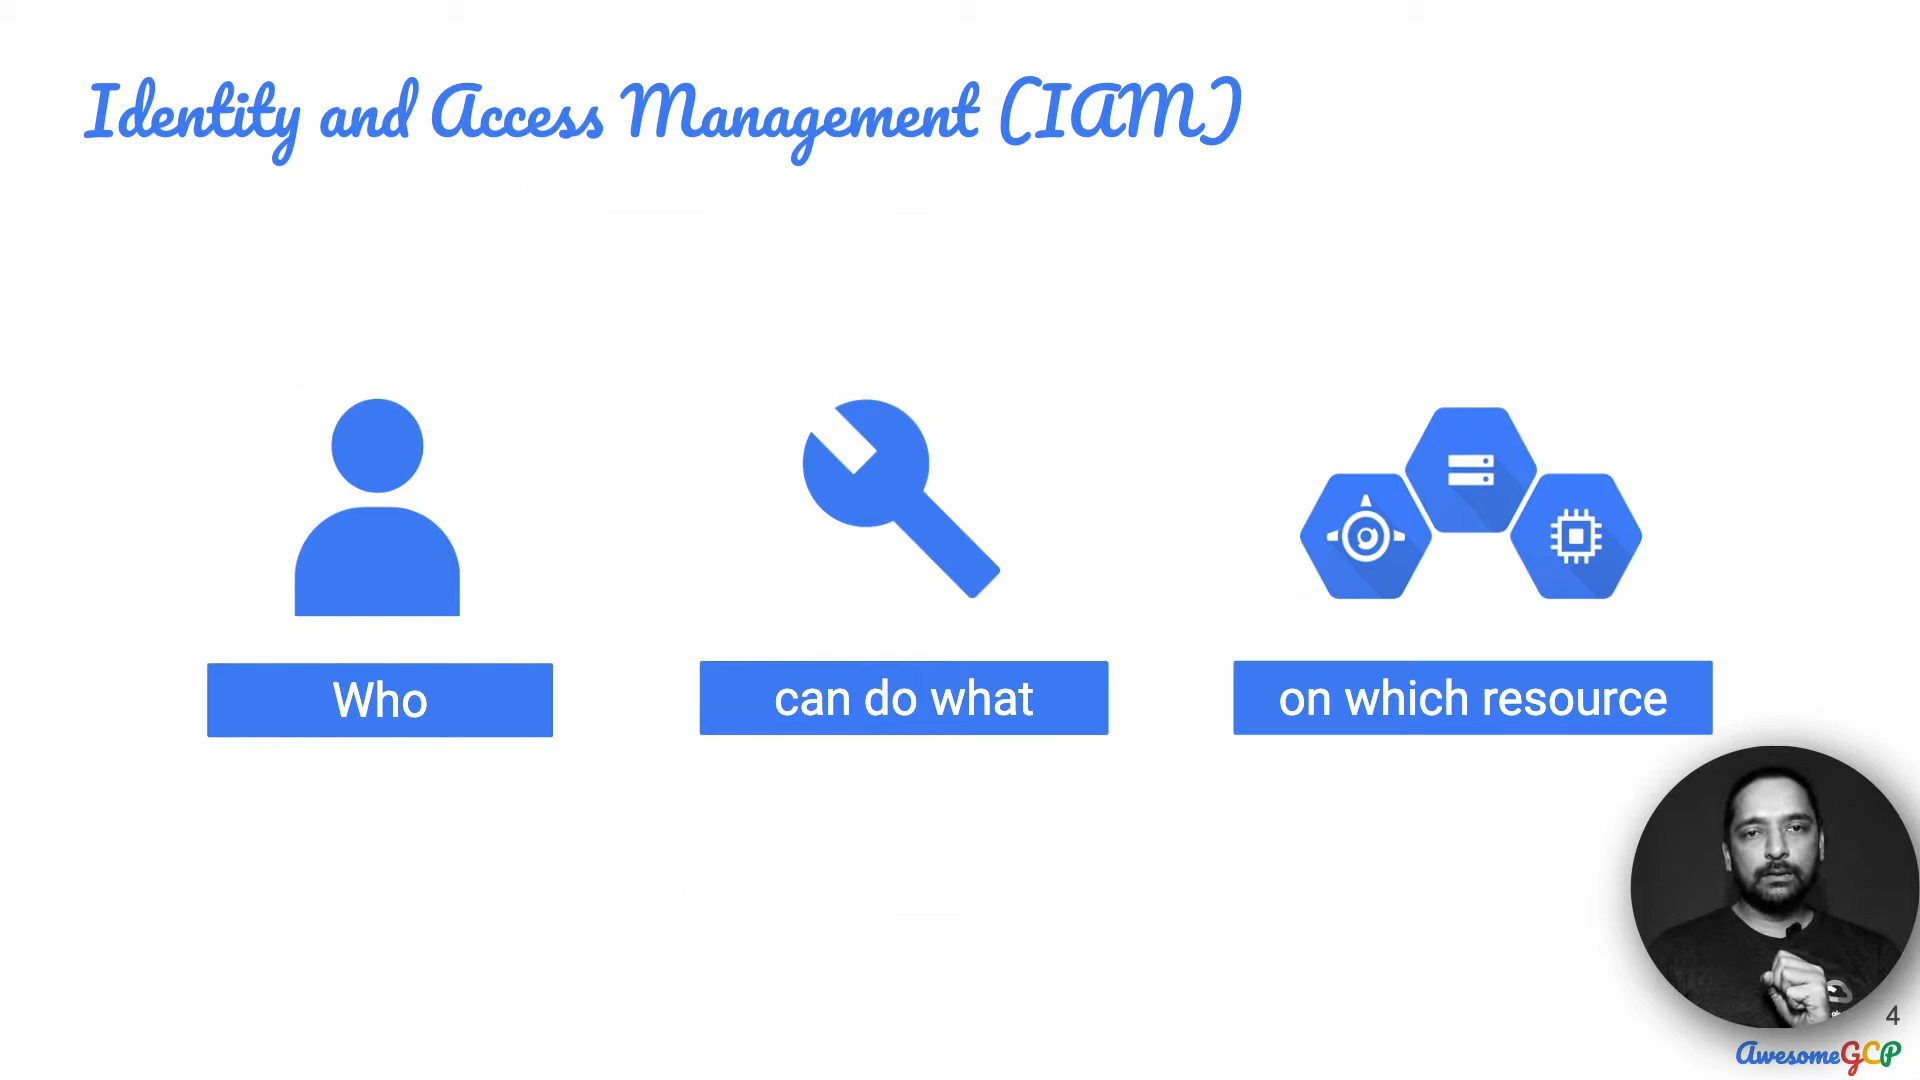 Identity and Access Management (IAM)
Who
can do what
on which resource
4
AwesomeGCP